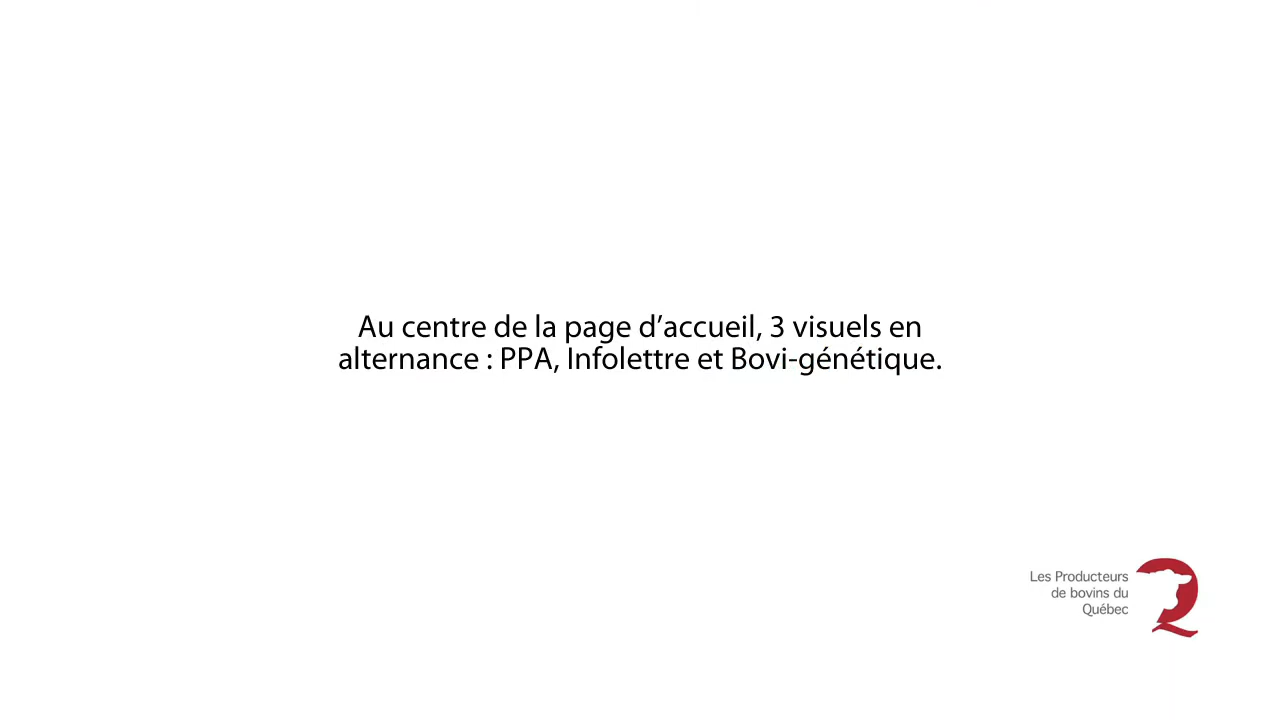 Au centre de la page d’accueil, 3 visuels en
alternance : PPA, Infolettre et Bovi-génétique.
Les Producteurs
de bovins du
Québec